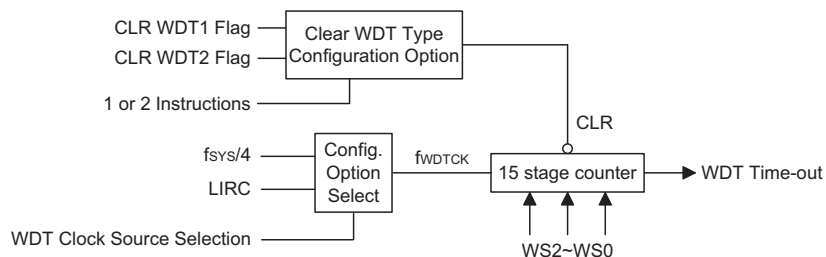 CLR WDT1 Flag
CLR WDT2 Flag
1 or 2 Instructions
Clear WDT Type
Configuration Option
CLR
fSYS/4
LIRC
WDT Clock Source Selection
Config.
Option
Select
fWDTCK
15 stage counter
WDT Time-out
WS2~WS0